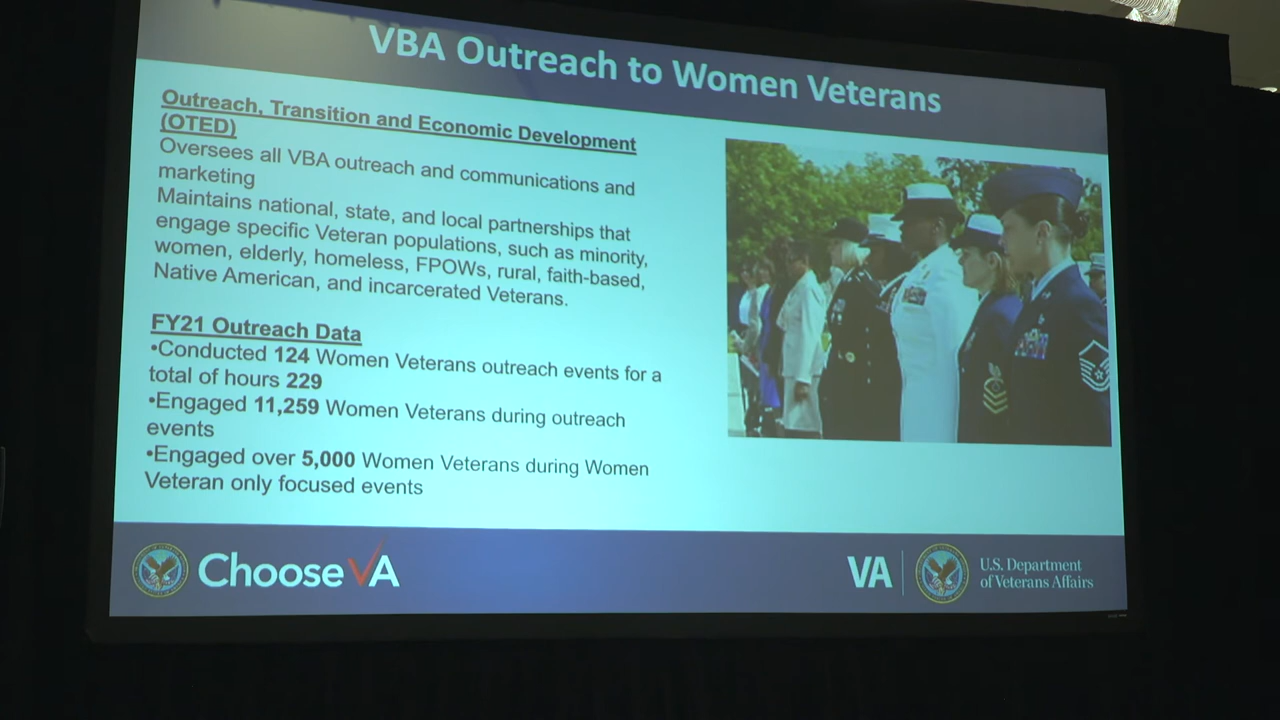 VBA Outreach to Women Veterans
Outreach, Transition and Economic Development
(OTED)
Oversees all VBA outreach and communications and
marketing
Maintains national, state, and local partnerships that
engage specific Veteran populations, such as minority,
women, elderly, homeless, FPOWs, rural, faith-based,
Native American, and incarcerated Veterans.
FY21 Outreach Data
•Conducted 124 Women Veterans outreach events for a
total of hours 229
•Engaged 11,259 Women Veterans during outreach
events
•Engaged over 5,000 Women Veterans during Women
Veteran only focused events
Choose VA
VA
U.S. Department
of Veterans Affairs